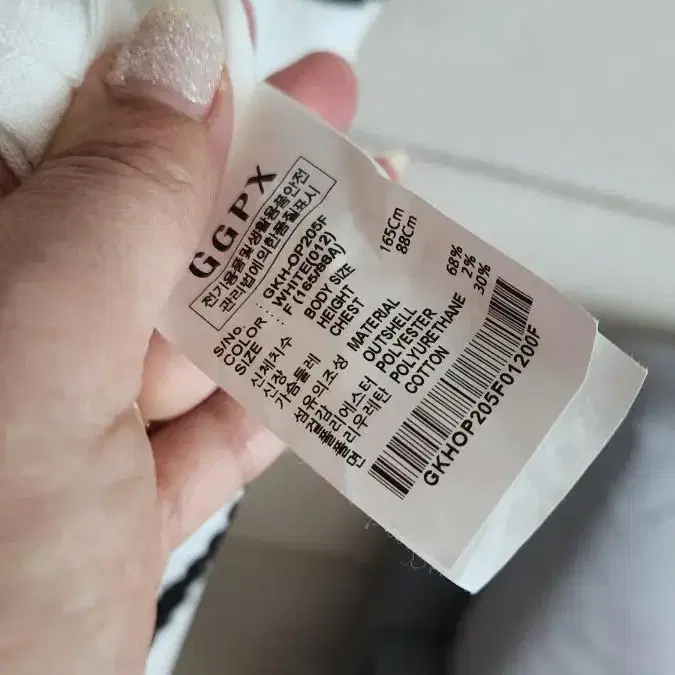 GGPX
전기용품및생활용품안전
관리법에의한품질표시
S/No. : GKH-OP205F
COLOR : WHITE(012)
SIZE : F (165/88A)
신체치수 BODY SIZE
신장 HEIGHT 165Cm
가슴둘레 CHEST 88Cm
섬유의조성 MATERIAL
겉감 OUTSHELL
폴리에스터 POLYESTER 68%
폴리우레탄 POLYURETHANE 2%
면 COTTON 30%
GKHOP205F01200F